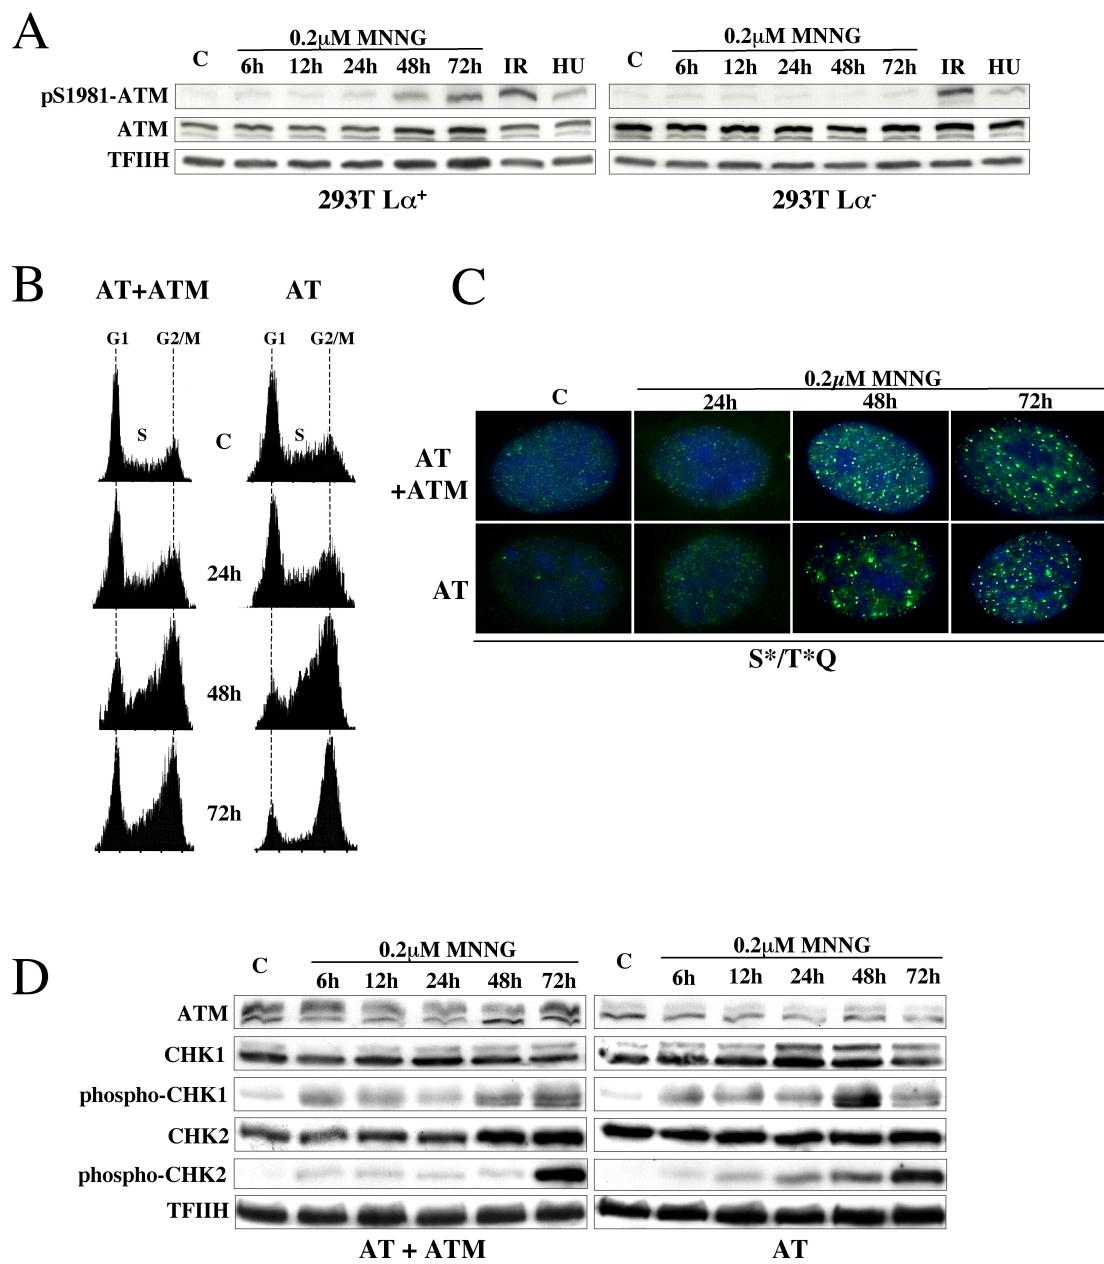 A
0.2μM MNNG
C 6h 12h 24h 48h 72h IR HU
0.2μM MNNG
C 6h 12h 24h 48h 72h IR HU
pS1981-ATM
ATM
TFIIH
293T Lα+
293T Lα-
B
AT+ATM AT
G1 G2/M G1 G2/M
S C S
24h
48h
72h
C
0.2μM MNNG
C 24h 48h 72h
AT
+ATM
AT
S*/T*Q
D
0.2μM MNNG
C 6h 12h 24h 48h 72h
0.2μM MNNG
C 6h 12h 24h 48h 72h
ATM
CHK1
phospho-CHK1
CHK2
phospho-CHK2
TFIIH
AT + ATM
AT